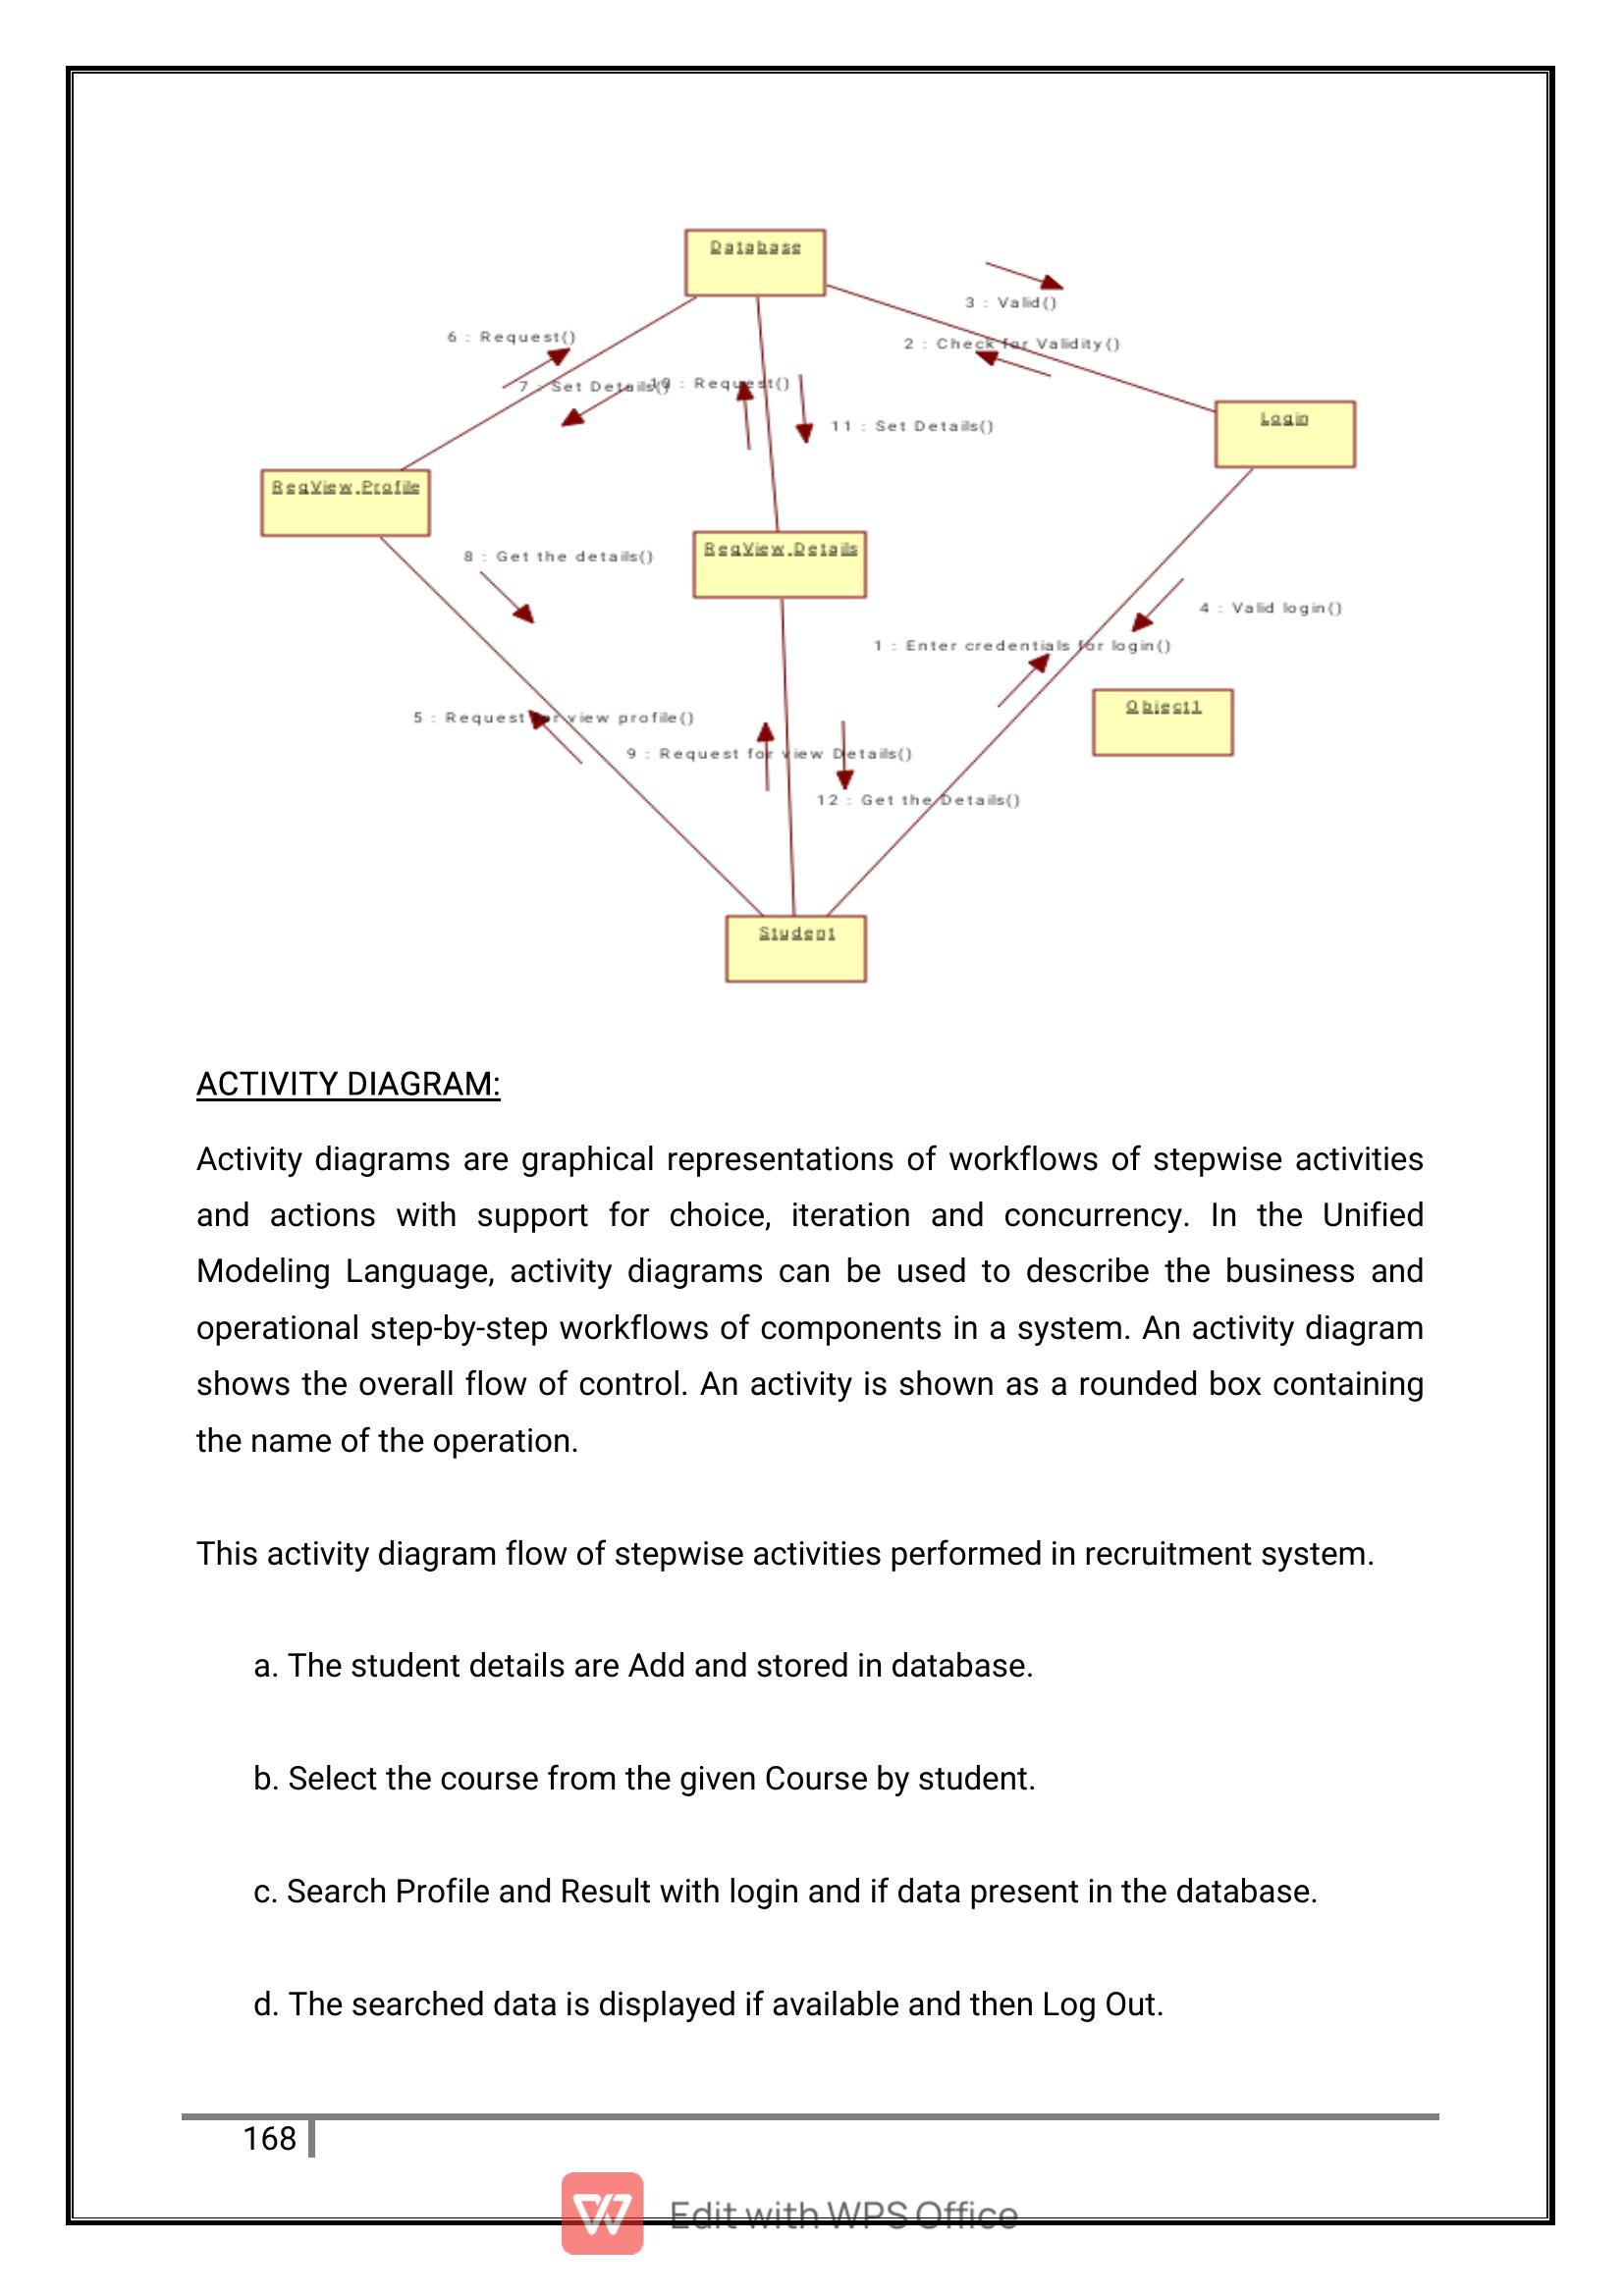 Database
3 : Valid()
6 : Request()
2 : Check for Validity()
7 : Set Details()
10 : Request()
Login
11 : Set Details()
ReqView.Profile
ReqView.Details
8 : Get the details()
4 : Valid login()
1 : Enter credentials for login()
Object1
5 : Request for view profile()
9 : Request for view Details()
12 : Get the Details()
Student
ACTIVITY DIAGRAM:
Activity diagrams are graphical representations of workflows of stepwise activities
and actions with support for choice, iteration and concurrency. In the Unified
Modeling Language, activity diagrams can be used to describe the business and
operational step-by-step workflows of components in a system. An activity diagram
shows the overall flow of control. An activity is shown as a rounded box containing
the name of the operation.
This activity diagram flow of stepwise activities performed in recruitment system.
a. The student details are Add and stored in database.
b. Select the course from the given Course by student.
c. Search Profile and Result with login and if data present in the database.
d. The searched data is displayed if available and then Log Out.
168
Edit with WPS Office